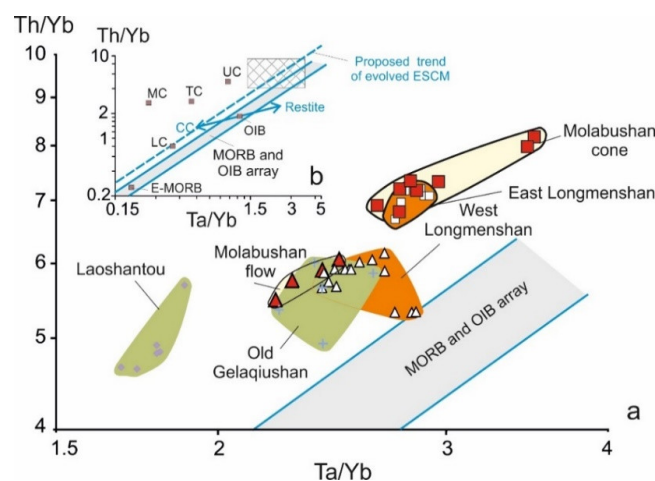 Th/Yb
10
9
8
7
6
5
4
1.5
2
3
4
Ta/Yb
a
Th/Yb
10
2
1
0.2
0.15
1.5
3
5
Ta/Yb
b
UC
MC
TC
LC
CC
OIB
E-MORB
Restite
MORB and
OIB array
Proposed trend
of evolved ESCM
Molabushan
cone
East Longmenshan
West
Longmenshan
Molabushan
flow
Laoshantou
Old
Gelaqiushan
MORB and OIB array